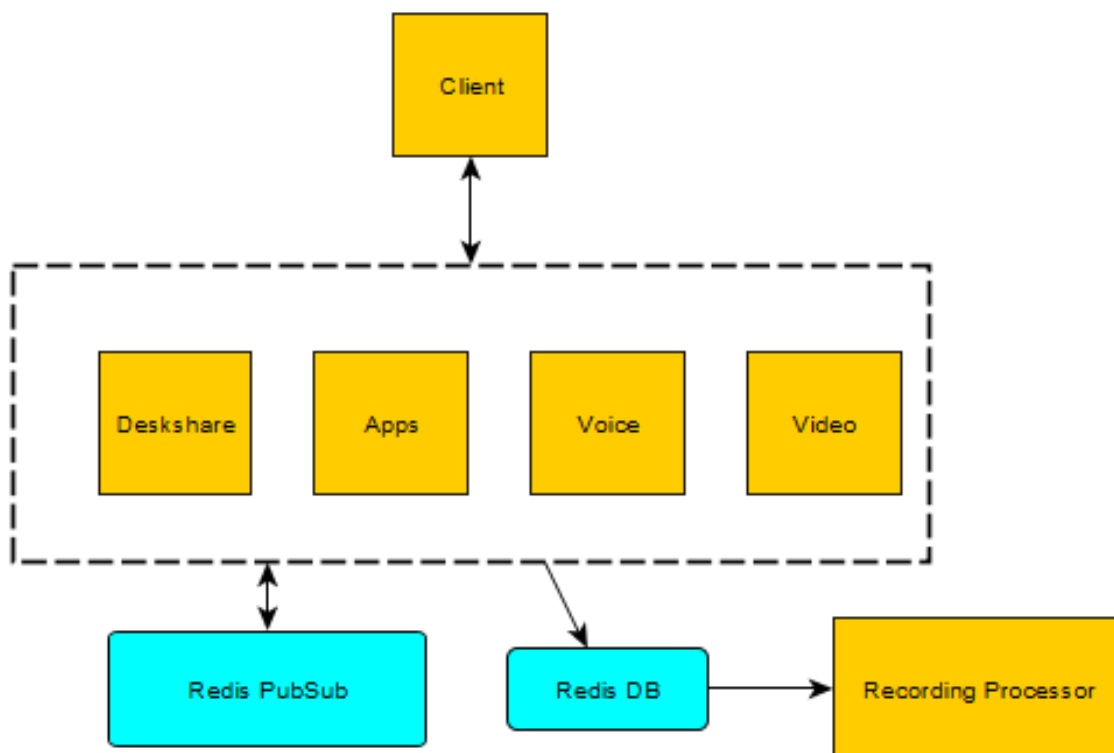 Client
Deskshare
Apps
Voice
Video
Redis PubSub
Redis DB
Recording Processor